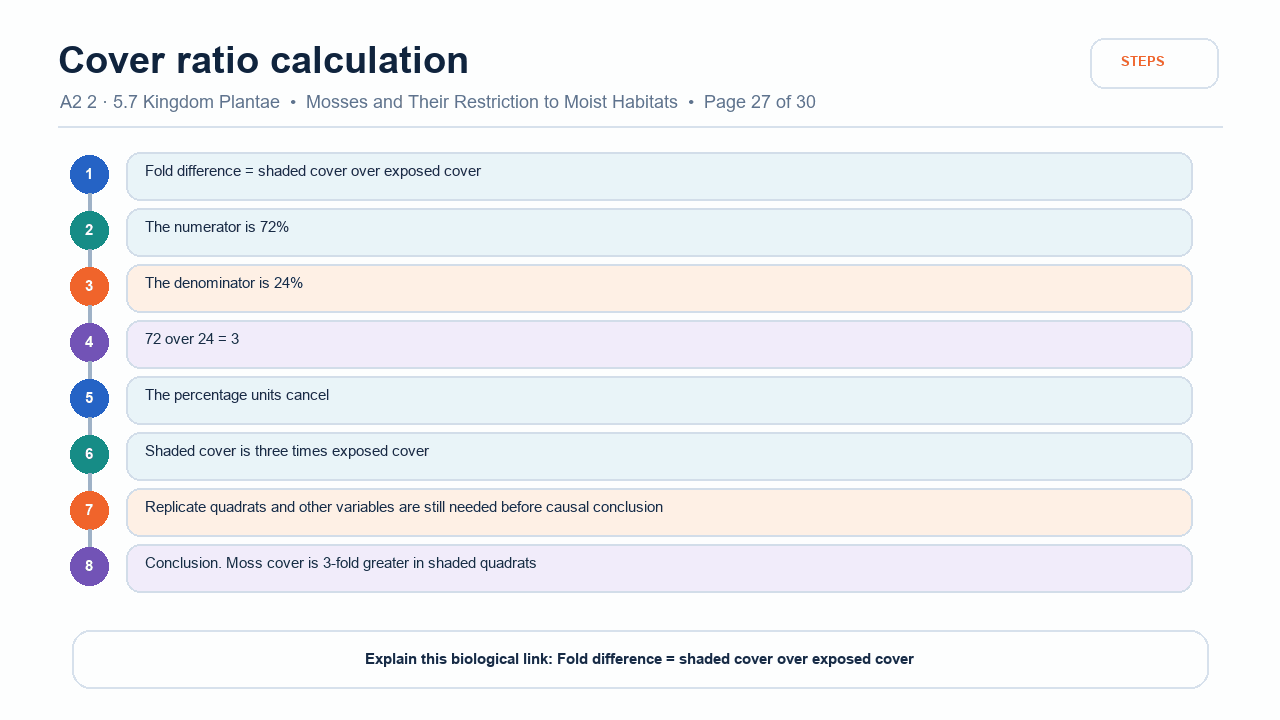 Cover ratio calculation
STEPS
A2 2 · 5.7 Kingdom Plantae • Mosses and Their Restriction to Moist Habitats • Page 27 of 30
1 Fold difference = shaded cover over exposed cover
2 The numerator is 72%
3 The denominator is 24%
4 72 over 24 = 3
5 The percentage units cancel
6 Shaded cover is three times exposed cover
7 Replicate quadrats and other variables are still needed before causal conclusion
8 Conclusion. Moss cover is 3-fold greater in shaded quadrats
Explain this biological link: Fold difference = shaded cover over exposed cover